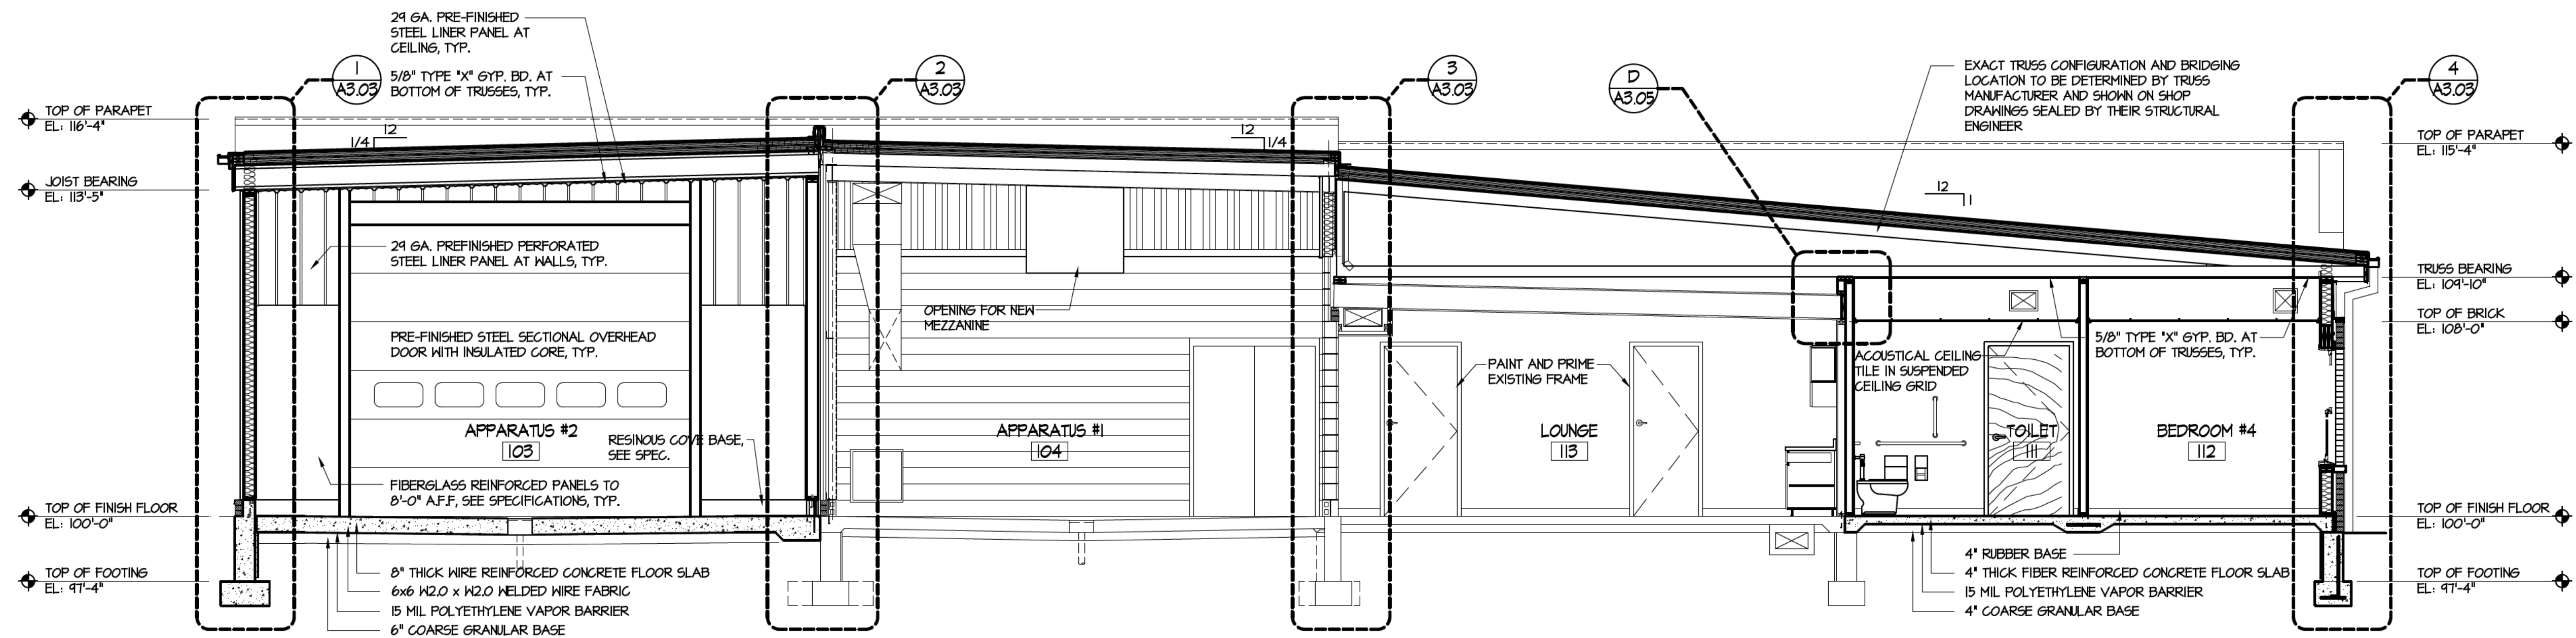 29 GA. PRE-FINISHED
STEEL LINER PANEL AT
CEILING, TYP.
5/8" TYPE "X" GYP. BD. AT
BOTTOM OF TRUSSES, TYP.
1
A3.03
2
A3.03
3
A3.03
D
A3.05
EXACT TRUSS CONFIGURATION AND BRIDGING
LOCATION TO BE DETERMINED BY TRUSS
MANUFACTURER AND SHOWN ON SHOP
DRAWINGS SEALED BY THEIR STRUCTURAL
ENGINEER
4
A3.03
TOP OF PARAPET
EL: 116'-4"
JOIST BEARING
EL: 113'-5"
TOP OF FINISH FLOOR
EL: 100'-0"
TOP OF FOOTING
EL: 97'-4"
12
1/4
12
1/4
12
1
29 GA. PREFINISHED PERFORATED
STEEL LINER PANEL AT WALLS, TYP.
PRE-FINISHED STEEL SECTIONAL OVERHEAD
DOOR WITH INSULATED CORE, TYP.
APPARATUS #2
103
RESINOUS COVE BASE,
SEE SPEC.
FIBERGLASS REINFORCED PANELS TO
8'-0" A.F.F, SEE SPECIFICATIONS, TYP.
8" THICK WIRE REINFORCED CONCRETE FLOOR SLAB
6x6 W2.0 x W2.0 WELDED WIRE FABRIC
15 MIL POLYETHYLENE VAPOR BARRIER
6" COARSE GRANULAR BASE
OPENING FOR NEW
MEZZANINE
APPARATUS #1
104
PAINT AND PRIME
EXISTING FRAME
LOUNGE
113
ACOUSTICAL CEILING
TILE IN SUSPENDED
CEILING GRID
5/8" TYPE "X" GYP. BD. AT
BOTTOM OF TRUSSES, TYP.
TOILET
111
BEDROOM #4
112
4" RUBBER BASE
4" THICK FIBER REINFORCED CONCRETE FLOOR SLAB
15 MIL POLYETHYLENE VAPOR BARRIER
4" COARSE GRANULAR BASE
TOP OF PARAPET
EL: 115'-4"
TRUSS BEARING
EL: 109'-10"
TOP OF BRICK
EL: 108'-0"
TOP OF FINISH FLOOR
EL: 100'-0"
TOP OF FOOTING
EL: 97'-4"